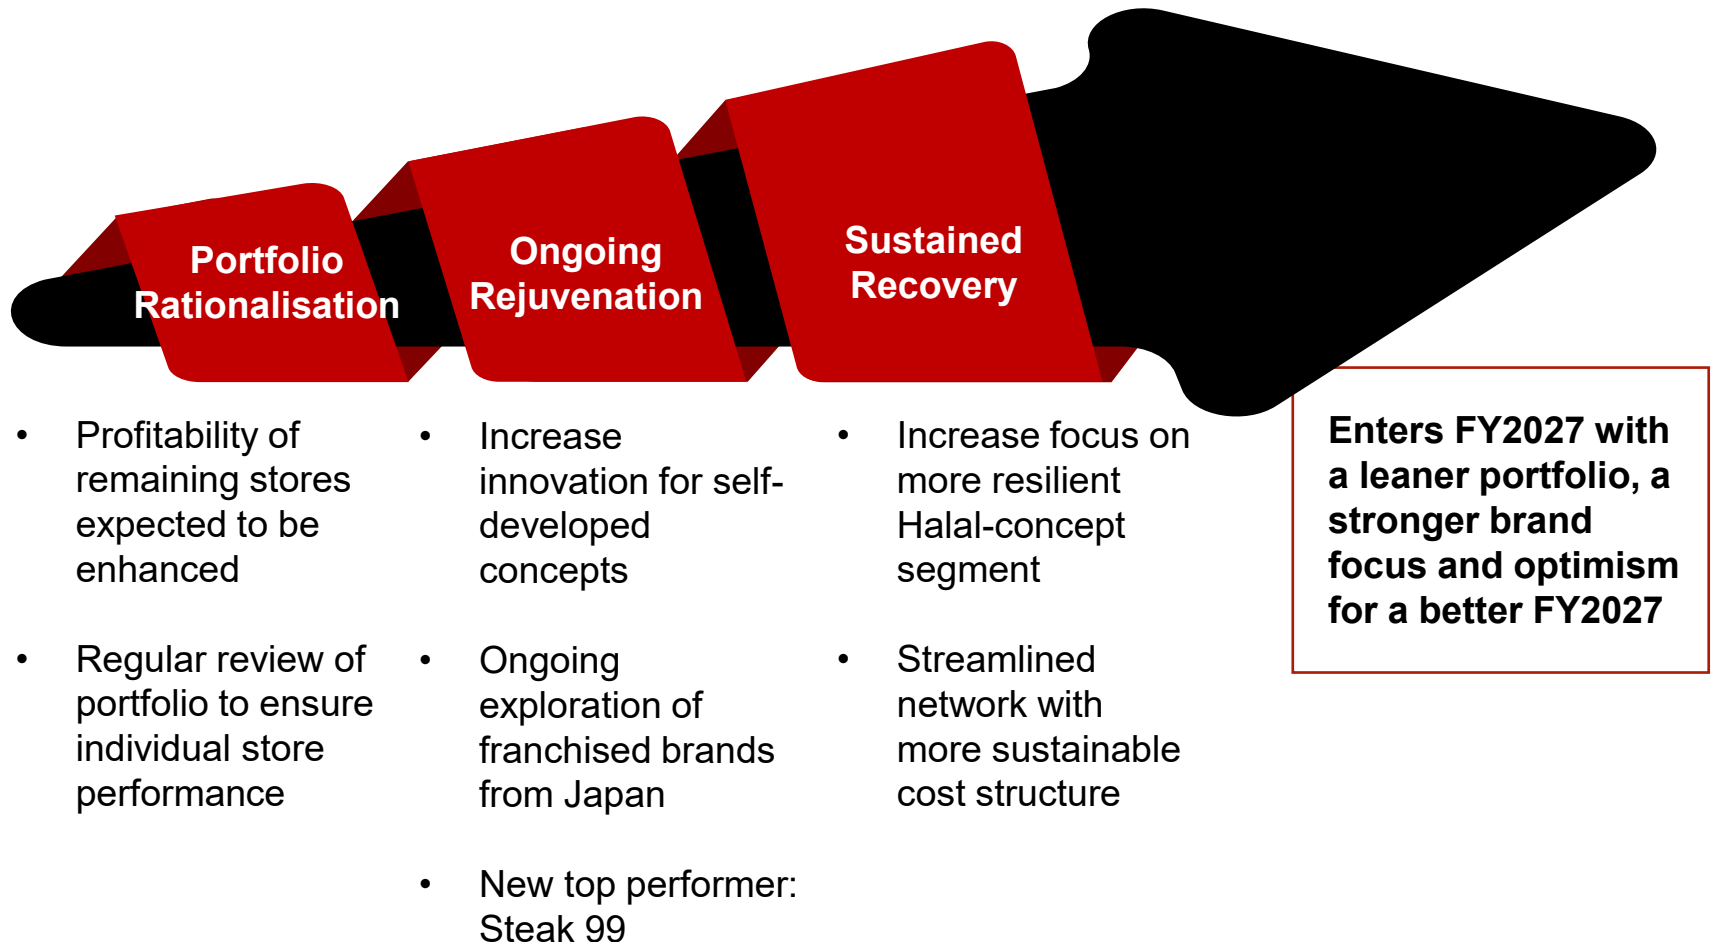 Portfolio
Rationalisation
Ongoing
Rejuvenation
Sustained
Recovery
• Profitability of
remaining stores
expected to be
enhanced
• Regular review of
portfolio to ensure
individual store
performance
• Increase
innovation for self-
developed
concepts
• Ongoing
exploration of
franchised brands
from Japan
• New top performer:
Steak 99
• Increase focus on
more resilient
Halal-concept
segment
• Streamlined
network with
more sustainable
cost structure
Enters FY2027 with
a leaner portfolio, a
stronger brand
focus and optimism
for a better FY2027